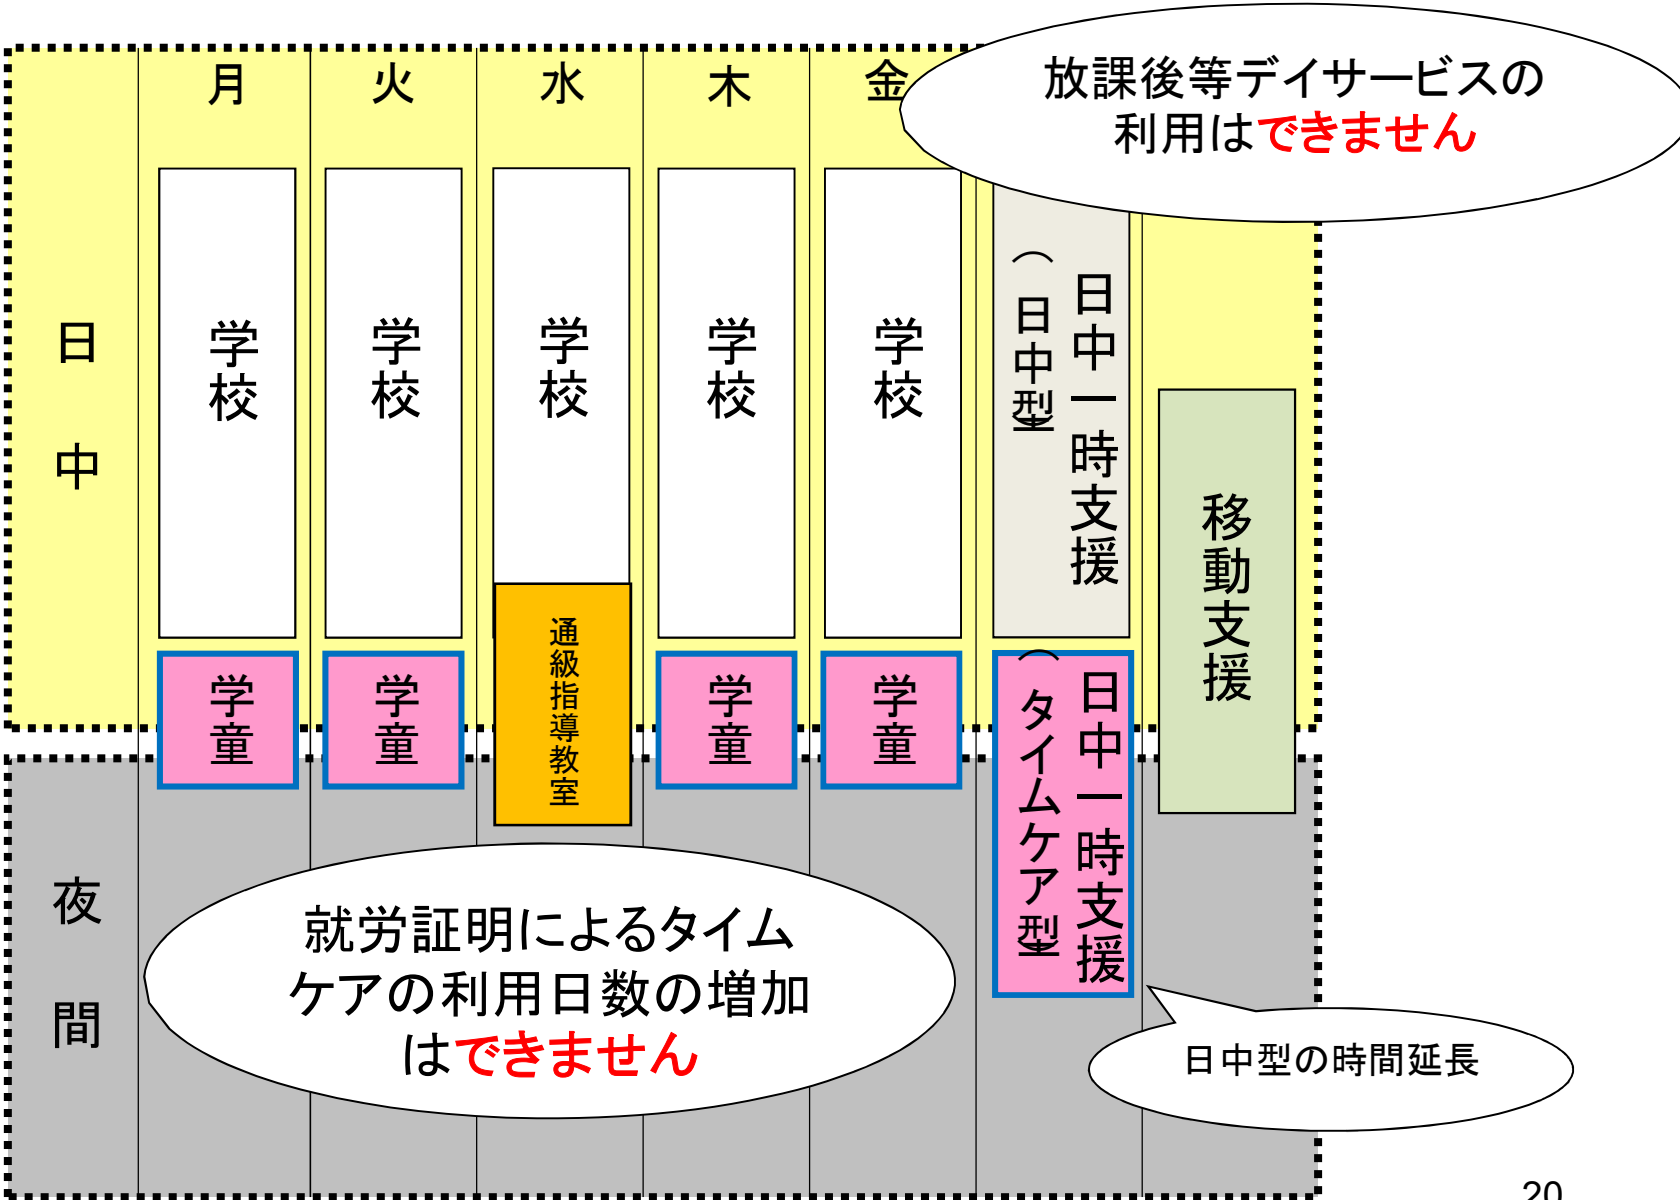 月
火
水
木
金
放課後等デイサービスの
利用はできません
日中
学校
学校
学校
学校
学校
日中一時支援
（日中型）
移動支援
学童
学童
通級指導教室
学童
学童
日中一時支援
（タイムケア型）
夜間
就労証明によるタイム
ケアの利用日数の増加
はできません
日中型の時間延長
20